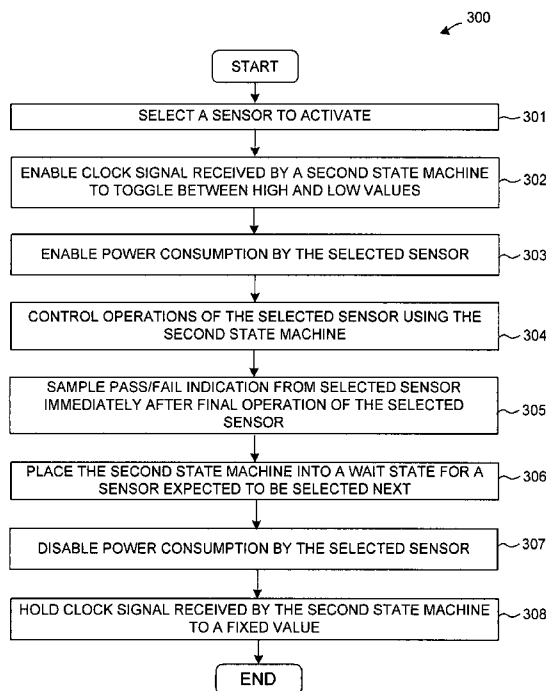 300
START
SELECT A SENSOR TO ACTIVATE
301
ENABLE CLOCK SIGNAL RECEIVED BY A SECOND STATE MACHINE
TO TOGGLE BETWEEN HIGH AND LOW VALUES
302
ENABLE POWER CONSUMPTION BY THE SELECTED SENSOR
303
CONTROL OPERATIONS OF THE SELECTED SENSOR USING THE
SECOND STATE MACHINE
304
SAMPLE PASS/FAIL INDICATION FROM SELECTED SENSOR
IMMEDIATELY AFTER FINAL OPERATION OF THE SELECTED
SENSOR
305
PLACE THE SECOND STATE MACHINE INTO A WAIT STATE FOR A
SENSOR EXPECTED TO BE SELECTED NEXT
306
DISABLE POWER CONSUMPTION BY THE SELECTED SENSOR
307
HOLD CLOCK SIGNAL RECEIVED BY THE SECOND STATE MACHINE
TO A FIXED VALUE
308
END